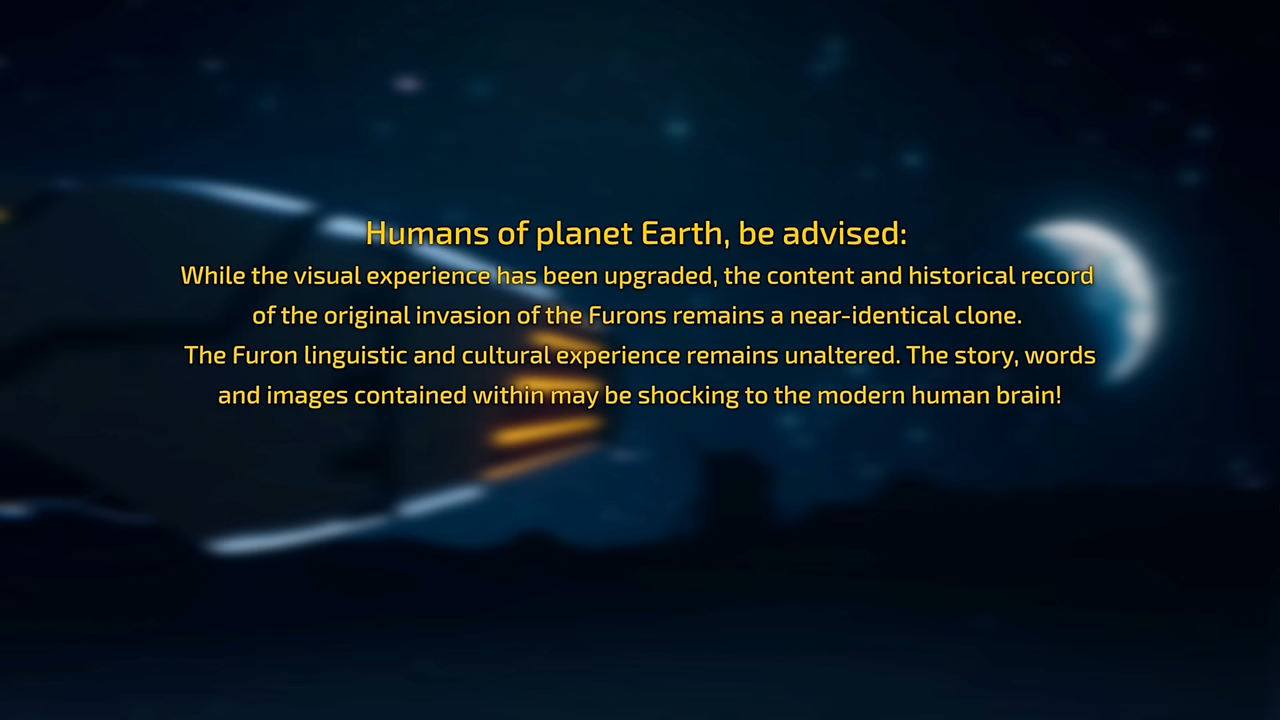 Humans of planet Earth, be advised:
While the visual experience has been upgraded, the content and historical record
of the original invasion of the Furons remains a near-identical clone.
The Furon linguistic and cultural experience remains unaltered. The story, words
and images contained within may be shocking to the modern human brain!